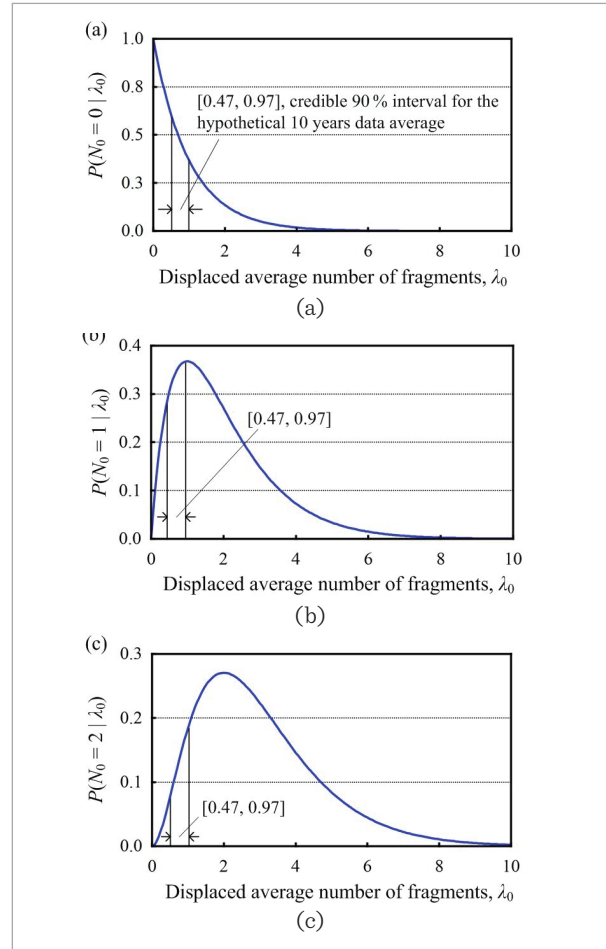 (a)
1.0
0.8
0.5
0.3
0.0
P(N₀ = 0 | λ₀)
[0.47, 0.97], credible 90 % interval for the
hypothetical 10 years data average
0 2 4 6 8 10
Displaced average number of fragments, λ₀
(a)
(b)
0.4
0.3
0.2
0.1
0.0
P(N₀ = 1 | λ₀)
[0.47, 0.97]
0 2 4 6 8 10
Displaced average number of fragments, λ₀
(b)
(c)
0.3
0.2
0.1
0.0
P(N₀ = 2 | λ₀)
[0.47, 0.97]
0 2 4 6 8 10
Displaced average number of fragments, λ₀
(c)